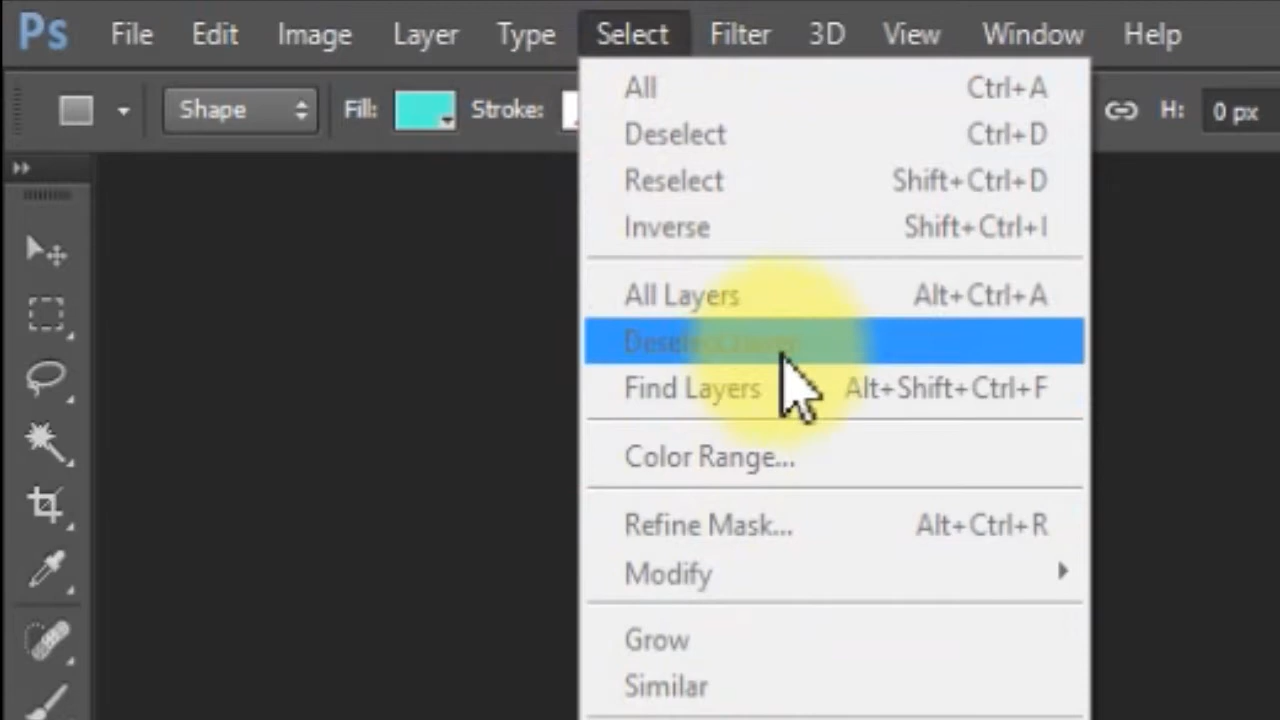 Ps File Edit Image Layer Type Select Filter 3D View Window Help
Shape Fill: Stroke: H: 0 px
All Ctrl+A
Deselect Ctrl+D
Reselect Shift+Ctrl+D
Inverse Shift+Ctrl+I
All Layers Alt+Ctrl+A
Deselect Layers
Find Layers Alt+Shift+Ctrl+F
Color Range...
Refine Mask... Alt+Ctrl+R
Modify
Grow
Similar